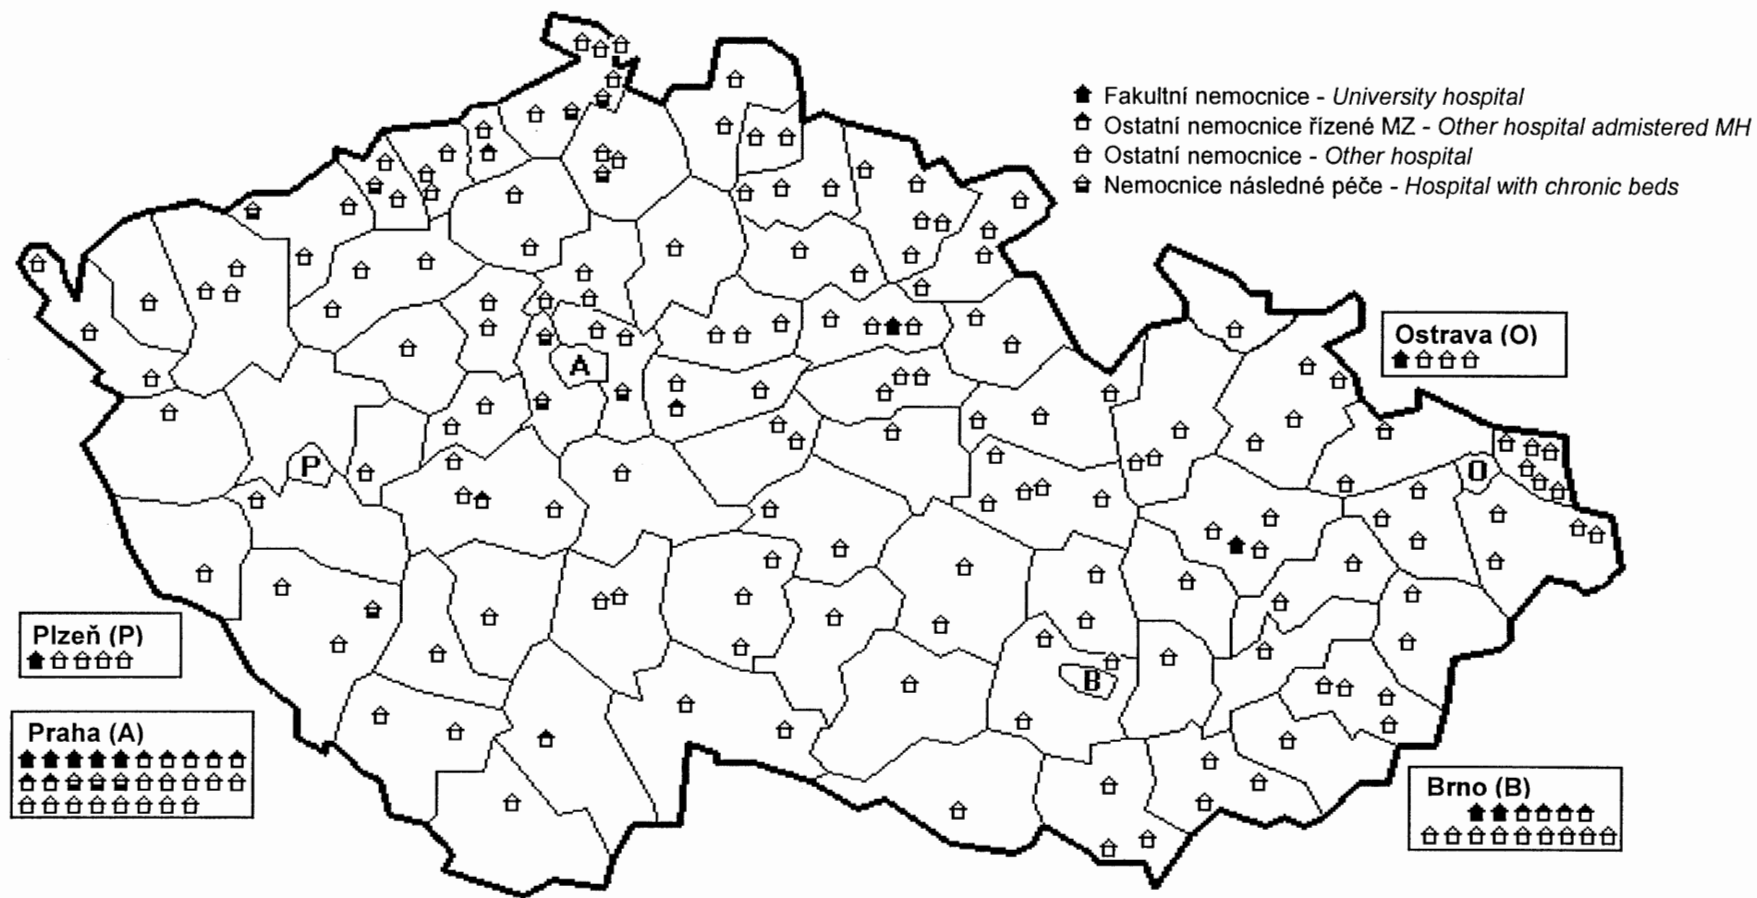 Fakultní nemocnice - University hospital
Ostatní nemocnice řízené MZ - Other hospital admistered MH
Ostatní nemocnice - Other hospital
Nemocnice následné péče - Hospital with chronic beds
Ostrava (O)
A
P
O
B
Plzeň (P)
Praha (A)
Brno (B)